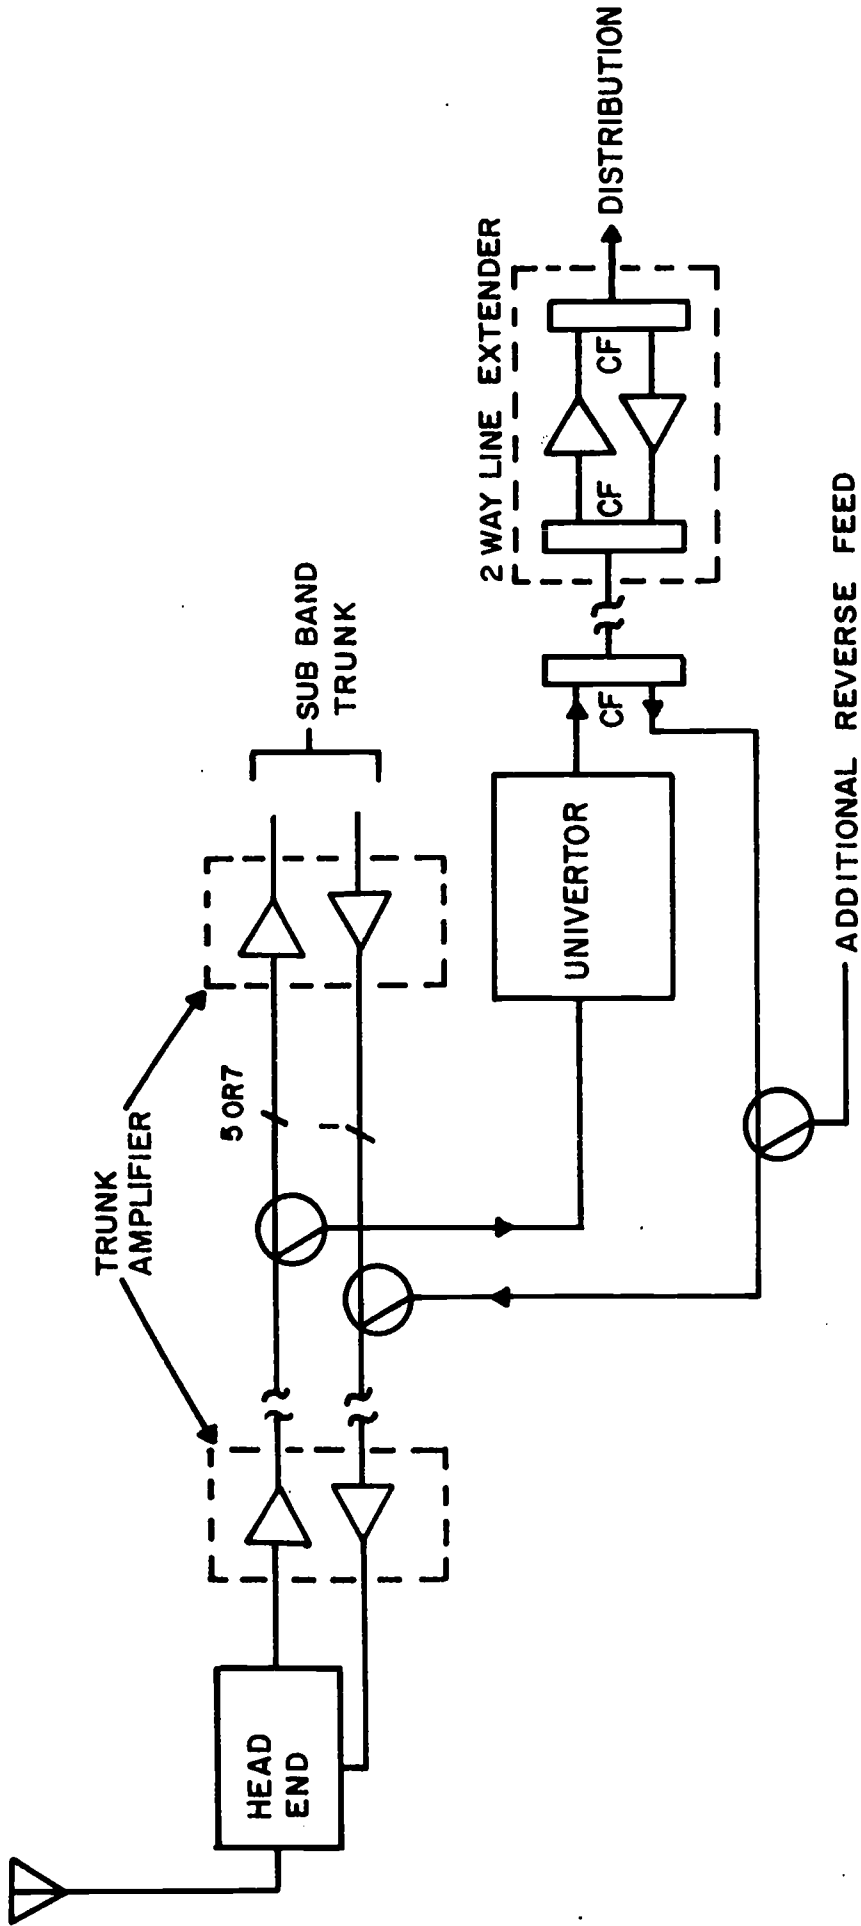 TRUNK
AMPLIFIER
HEAD
END
5 OR 7
1
SUB BAND
TRUNK
UNIVERTOR
CF
2 WAY LINE EXTENDER
CF
CF
DISTRIBUTION
ADDITIONAL REVERSE FEED